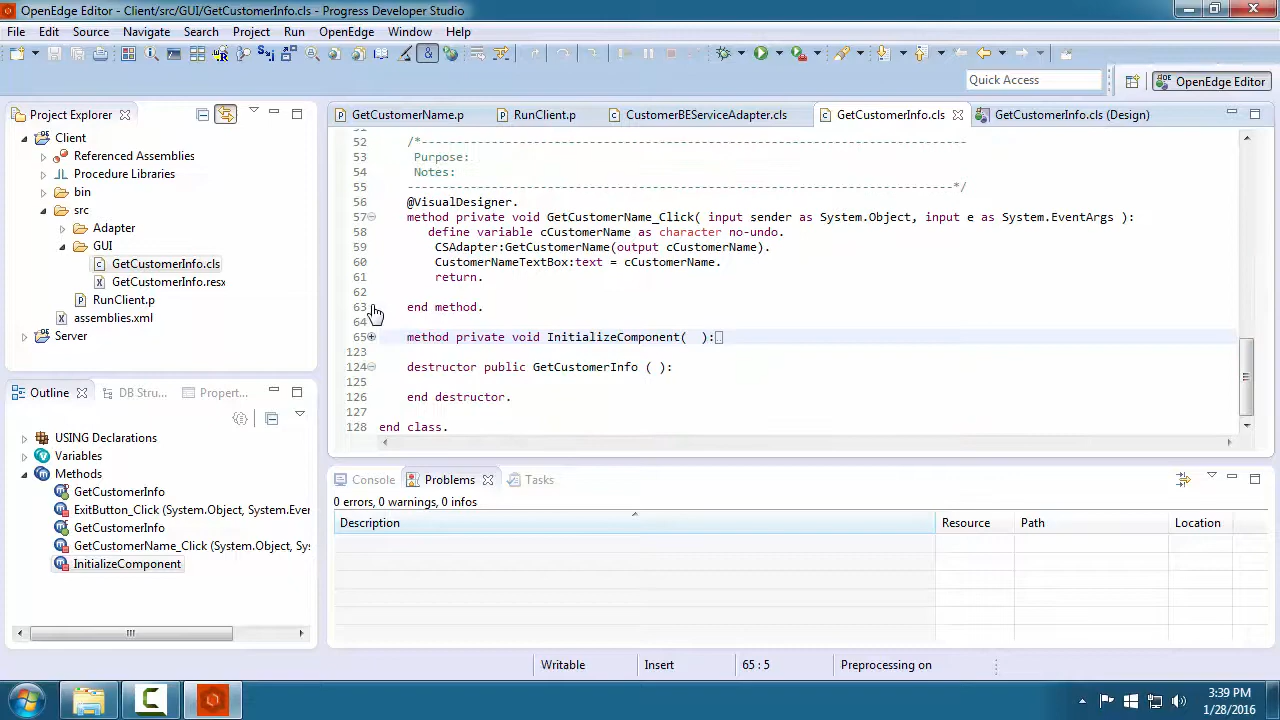 OpenEdge Editor - Client/src/GUI/GetCustomerInfo.cls - Progress Developer Studio
File Edit Source Navigate Search Project Run OpenEdge Window Help
Quick Access
OpenEdge Editor
Project Explorer
Client
Referenced Assemblies
Procedure Libraries
bin
src
Adapter
GUI
GetCustomerInfo.cls
GetCustomerInfo.resx
RunClient.p
assemblies.xml
Server
Outline DB Stru... Propert...
USING Declarations
Variables
Methods
GetCustomerInfo
ExitButton_Click (System.Object, System.Ever
GetCustomerInfo
GetCustomerName_Click (System.Object, Sy
InitializeComponent
GetCustomerName.p RunClient.p CustomerBEServiceAdapter.cls GetCustomerInfo.cls GetCustomerInfo.cls (Design)
51
52 /*------------------------------------------------------------------------------
53 Purpose:
54 Notes:
55 ------------------------------------------------------------------------------*/
56 @VisualDesigner.
57 method private void GetCustomerName_Click( input sender as System.Object, input e as System.EventArgs ):
58 define variable cCustomerName as character no-undo.
59 CSAdapter:GetCustomerName(output cCustomerName).
60 CustomerNameTextBox:text = cCustomerName.
61 return.
62
63 end method.
64
65 method private void InitializeComponent(  ):
123
124 destructor public GetCustomerInfo ( ):
125
126 end destructor.
127
128 end class.
Console Problems Tasks
0 errors, 0 warnings, 0 infos
Description Resource Path Location
Writable Insert 65 : 5 Preprocessing on
3:39 PM
1/28/2016